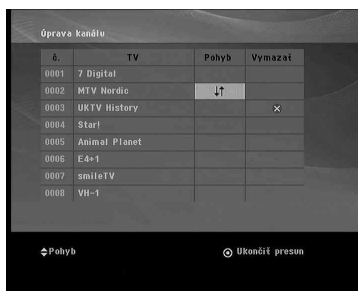 Úprava kanálu
č. TV Pohyb Vymazať
0001 7 Digital
0002 MTV Nordic
0003 UKTV History
0004 Star!
0005 Animal Planet
0006 E4+1
0007 smileTV
0008 VH-1
Pohyb Ukončiť presun